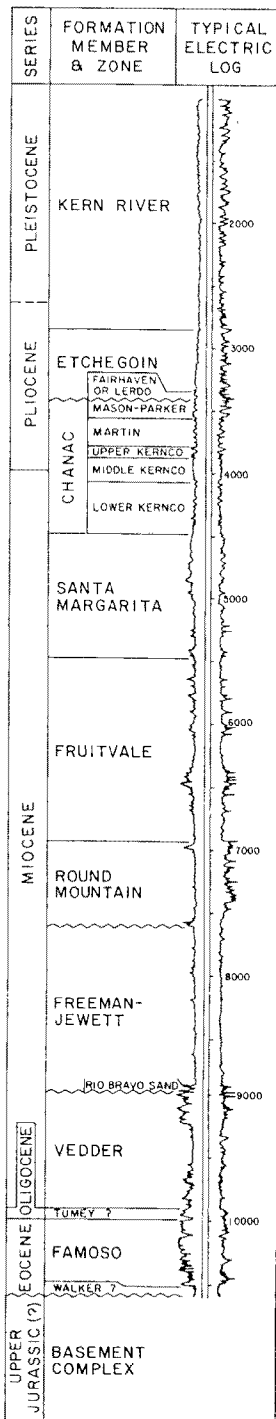 SERIES
FORMATION
MEMBER
& ZONE
TYPICAL
ELECTRIC
LOG
PLEISTOCENE
KERN RIVER
2000
PLIOCENE
3000
ETCHEGOIN
FAIRHAVEN
OR LERDO
CHANAC
MASON-PARKER
MARTIN
UPPER KERNCO
MIDDLE KERNCO
4000
LOWER KERNCO
MIOCENE
SANTA
MARGARITA
5000
FRUITVALE
6000
ROUND
MOUNTAIN
7000
FREEMAN-
JEWETT
8000
RIO BRAVO SAND
9000
OLIGOCENE
VEDDER
TUMEY ?
10000
EOCENE
FAMOSO
WALKER ?
UPPER
JURASSIC (?)
BASEMENT
COMPLEX